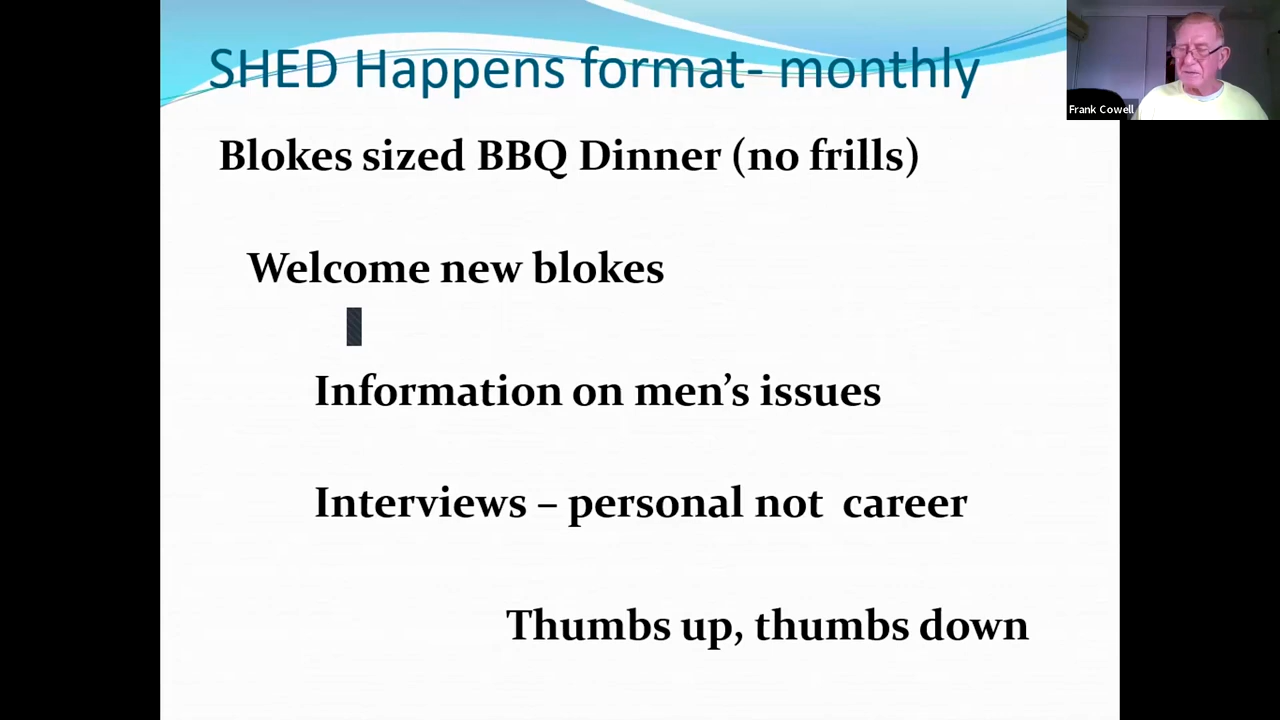 SHED Happens format- monthly
Frank Cowell
Blokes sized BBQ Dinner (no frills)
Welcome new blokes
Information on men’s issues
Interviews – personal not  career
Thumbs up, thumbs down